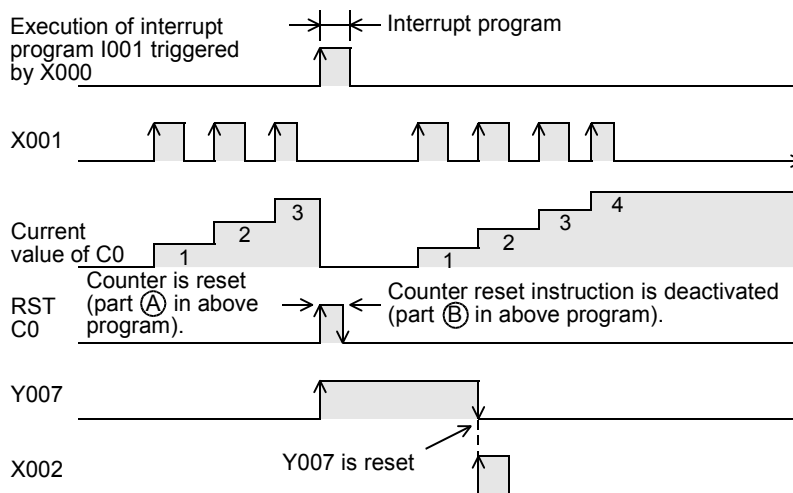 Execution of interrupt
program I001 triggered
by X000
Interrupt program
X001
Current
value of C0
1
2
3
1
2
3
4
RST
C0
Counter is reset
(part Ⓐ in above
program).
Counter reset instruction is deactivated
(part Ⓑ in above program).
Y007
Y007 is reset
X002